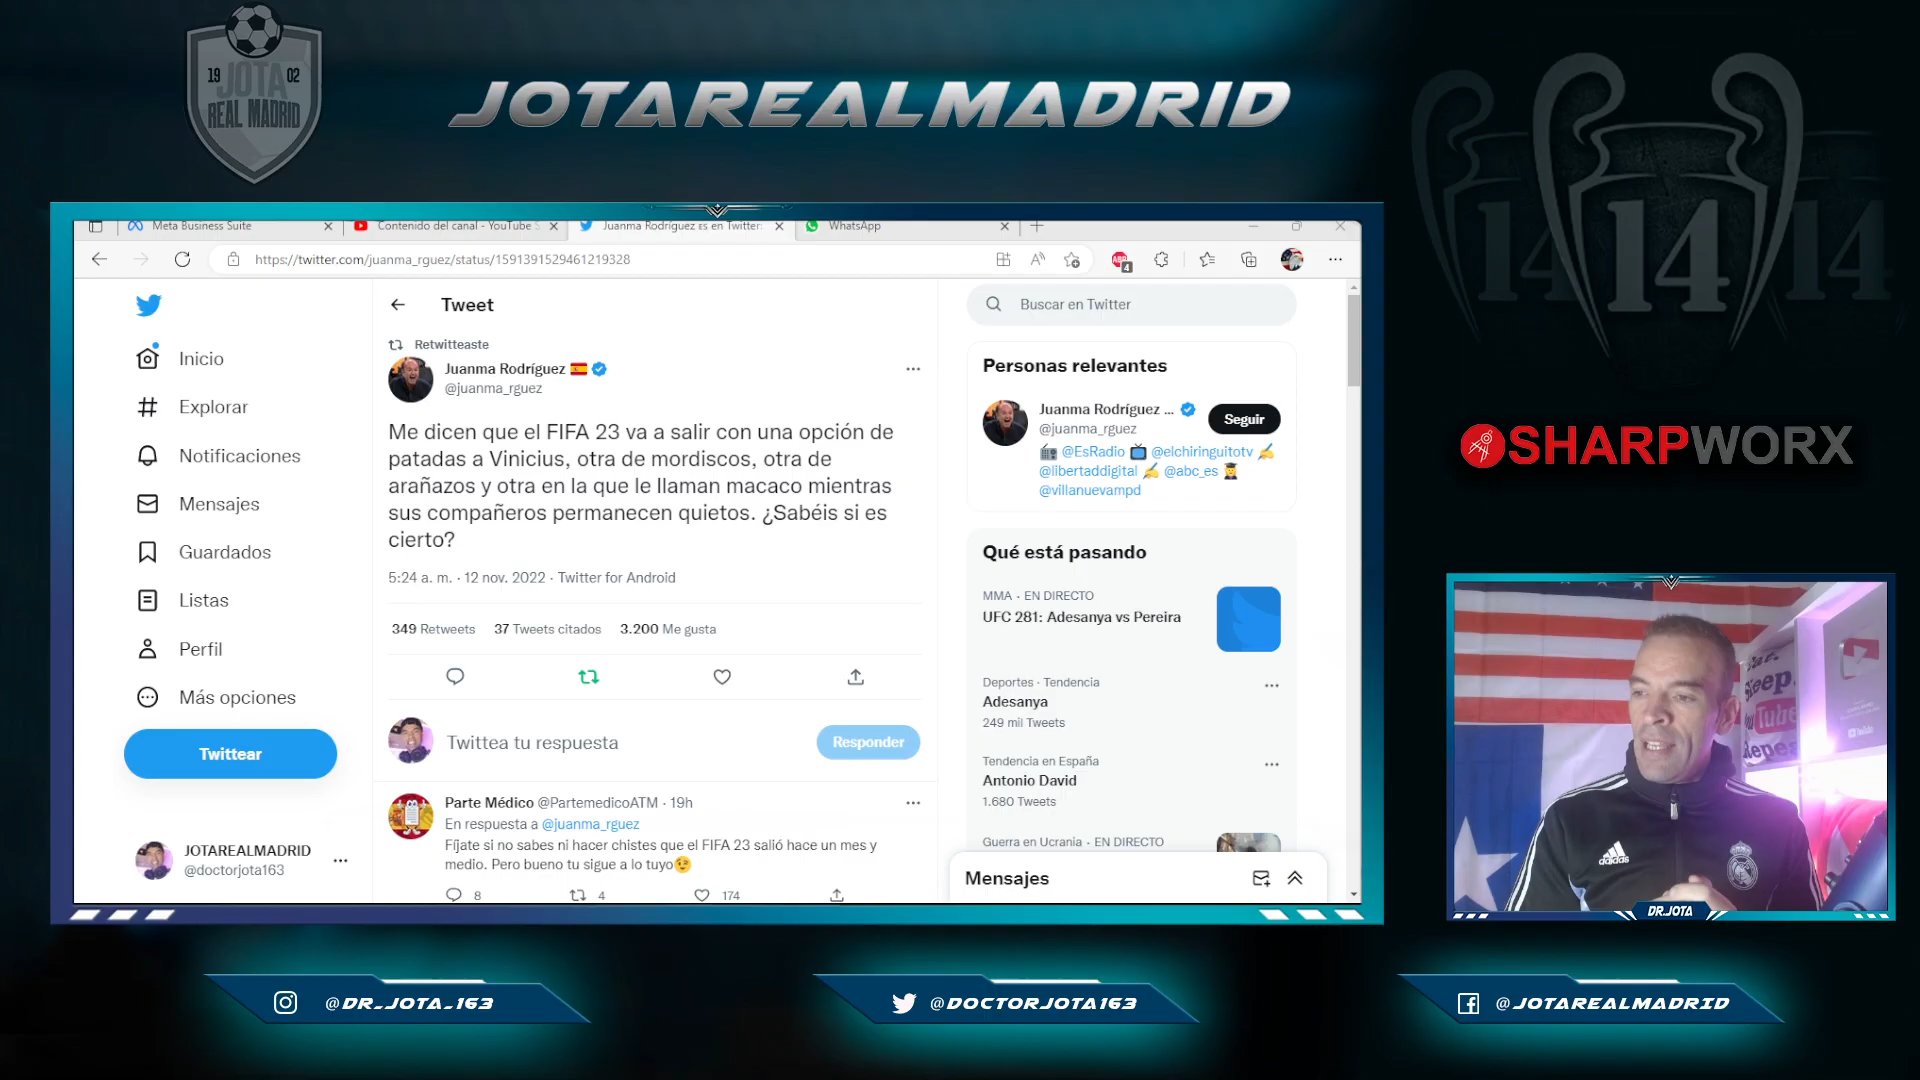 19 02
JOTA
REAL MADRID
JOTAREALMADRID
14
14
14
Meta Business Suite
Contenido del canal - YouTube S
Juanma Rodríguez Es en Twitter:
WhatsApp
https://twitter.com/juanma_rguez/status/1591391529461219328
ABP
4
Tweet
Buscar en Twitter
Inicio
Explorar
Notificaciones
Mensajes
Guardados
Listas
Perfil
Más opciones
Twittear
JOTAREALMADRID
@doctorjota163
Retwitteaste
Juanma Rodríguez
@juanma_rguez
Me dicen que el FIFA 23 va a salir con una opción de
patadas a Vinicius, otra de mordiscos, otra de
arañazos y otra en la que le llaman macaco mientras
sus compañeros permanecen quietos. ¿Sabéis si es
cierto?
5:24 a. m. · 12 nov. 2022 · Twitter for Android
349 Retweets 37 Tweets citados 3.200 Me gusta
Twittea tu respuesta
Responder
Parte Médico @PartemedicoATM · 19h
En respuesta a @juanma_rguez
Fíjate si no sabes ni hacer chistes que el FIFA 23 salió hace un mes y
medio. Pero bueno tu sigue a lo tuyo😉
8 4 174
Personas relevantes
Juanma Rodríguez ...
@juanma_rguez
Seguir
@EsRadio @elchiringuitotv
@libertaddigital @abc_es
@villanuevampd
Qué está pasando
MMA · EN DIRECTO
UFC 281: Adesanya vs Pereira
Deportes · Tendencia
Adesanya
249 mil Tweets
Tendencia en España
Antonio David
1.680 Tweets
Guerra en Ucrania · EN DIRECTO
Mensajes
SHARPWORX
Sleep.
Tube
Repeat
YouTube
adidas
DR.JOTA
@DR_JOTA_163
@DOCTORJOTA163
@JOTAREALMADRID